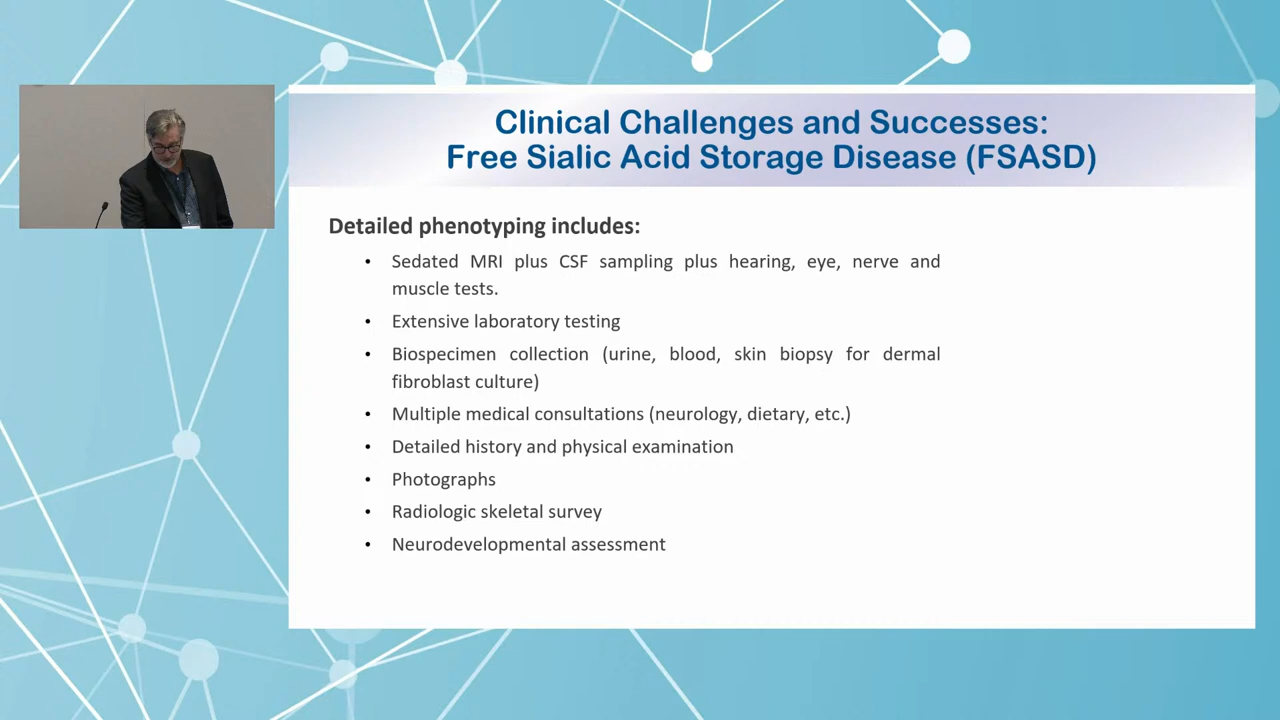 Clinical Challenges and Successes:
Free Sialic Acid Storage Disease (FSASD)
Detailed phenotyping includes:
• Sedated MRI plus CSF sampling plus hearing, eye, nerve and
muscle tests.
• Extensive laboratory testing
• Biospecimen collection (urine, blood, skin biopsy for dermal
fibroblast culture)
• Multiple medical consultations (neurology, dietary, etc.)
• Detailed history and physical examination
• Photographs
• Radiologic skeletal survey
• Neurodevelopmental assessment